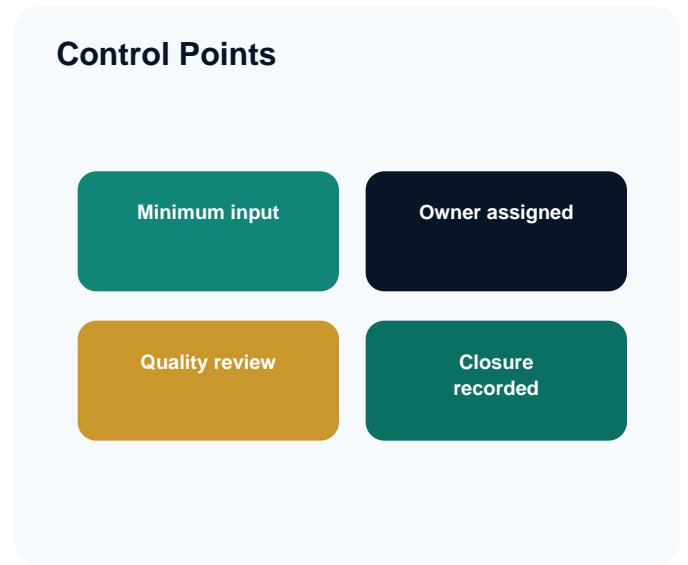 Control Points
Minimum input
Owner assigned
Quality review
Closure
recorded